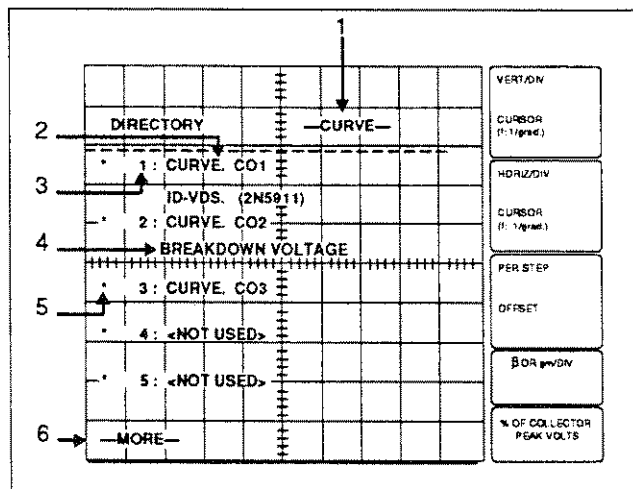 1
VERT/DIV
CURSOR
(f: 1/grad.)
2
DIRECTORY
—CURVE—
* 1: CURVE. CO1
3
ID-VDS. (2N5911)
HORIZ/DIV
CURSOR
(f: 1/grad.)
* 2: CURVE. CO2
4
BREAKDOWN VOLTAGE
PER STEP
OFFSET
* 3: CURVE. CO3
5
* 4: <NOT USED>
* 5: <NOT USED>
β OR gm/DIV
6
—MORE—
% OF COLLECTOR
PEAK VOLTS